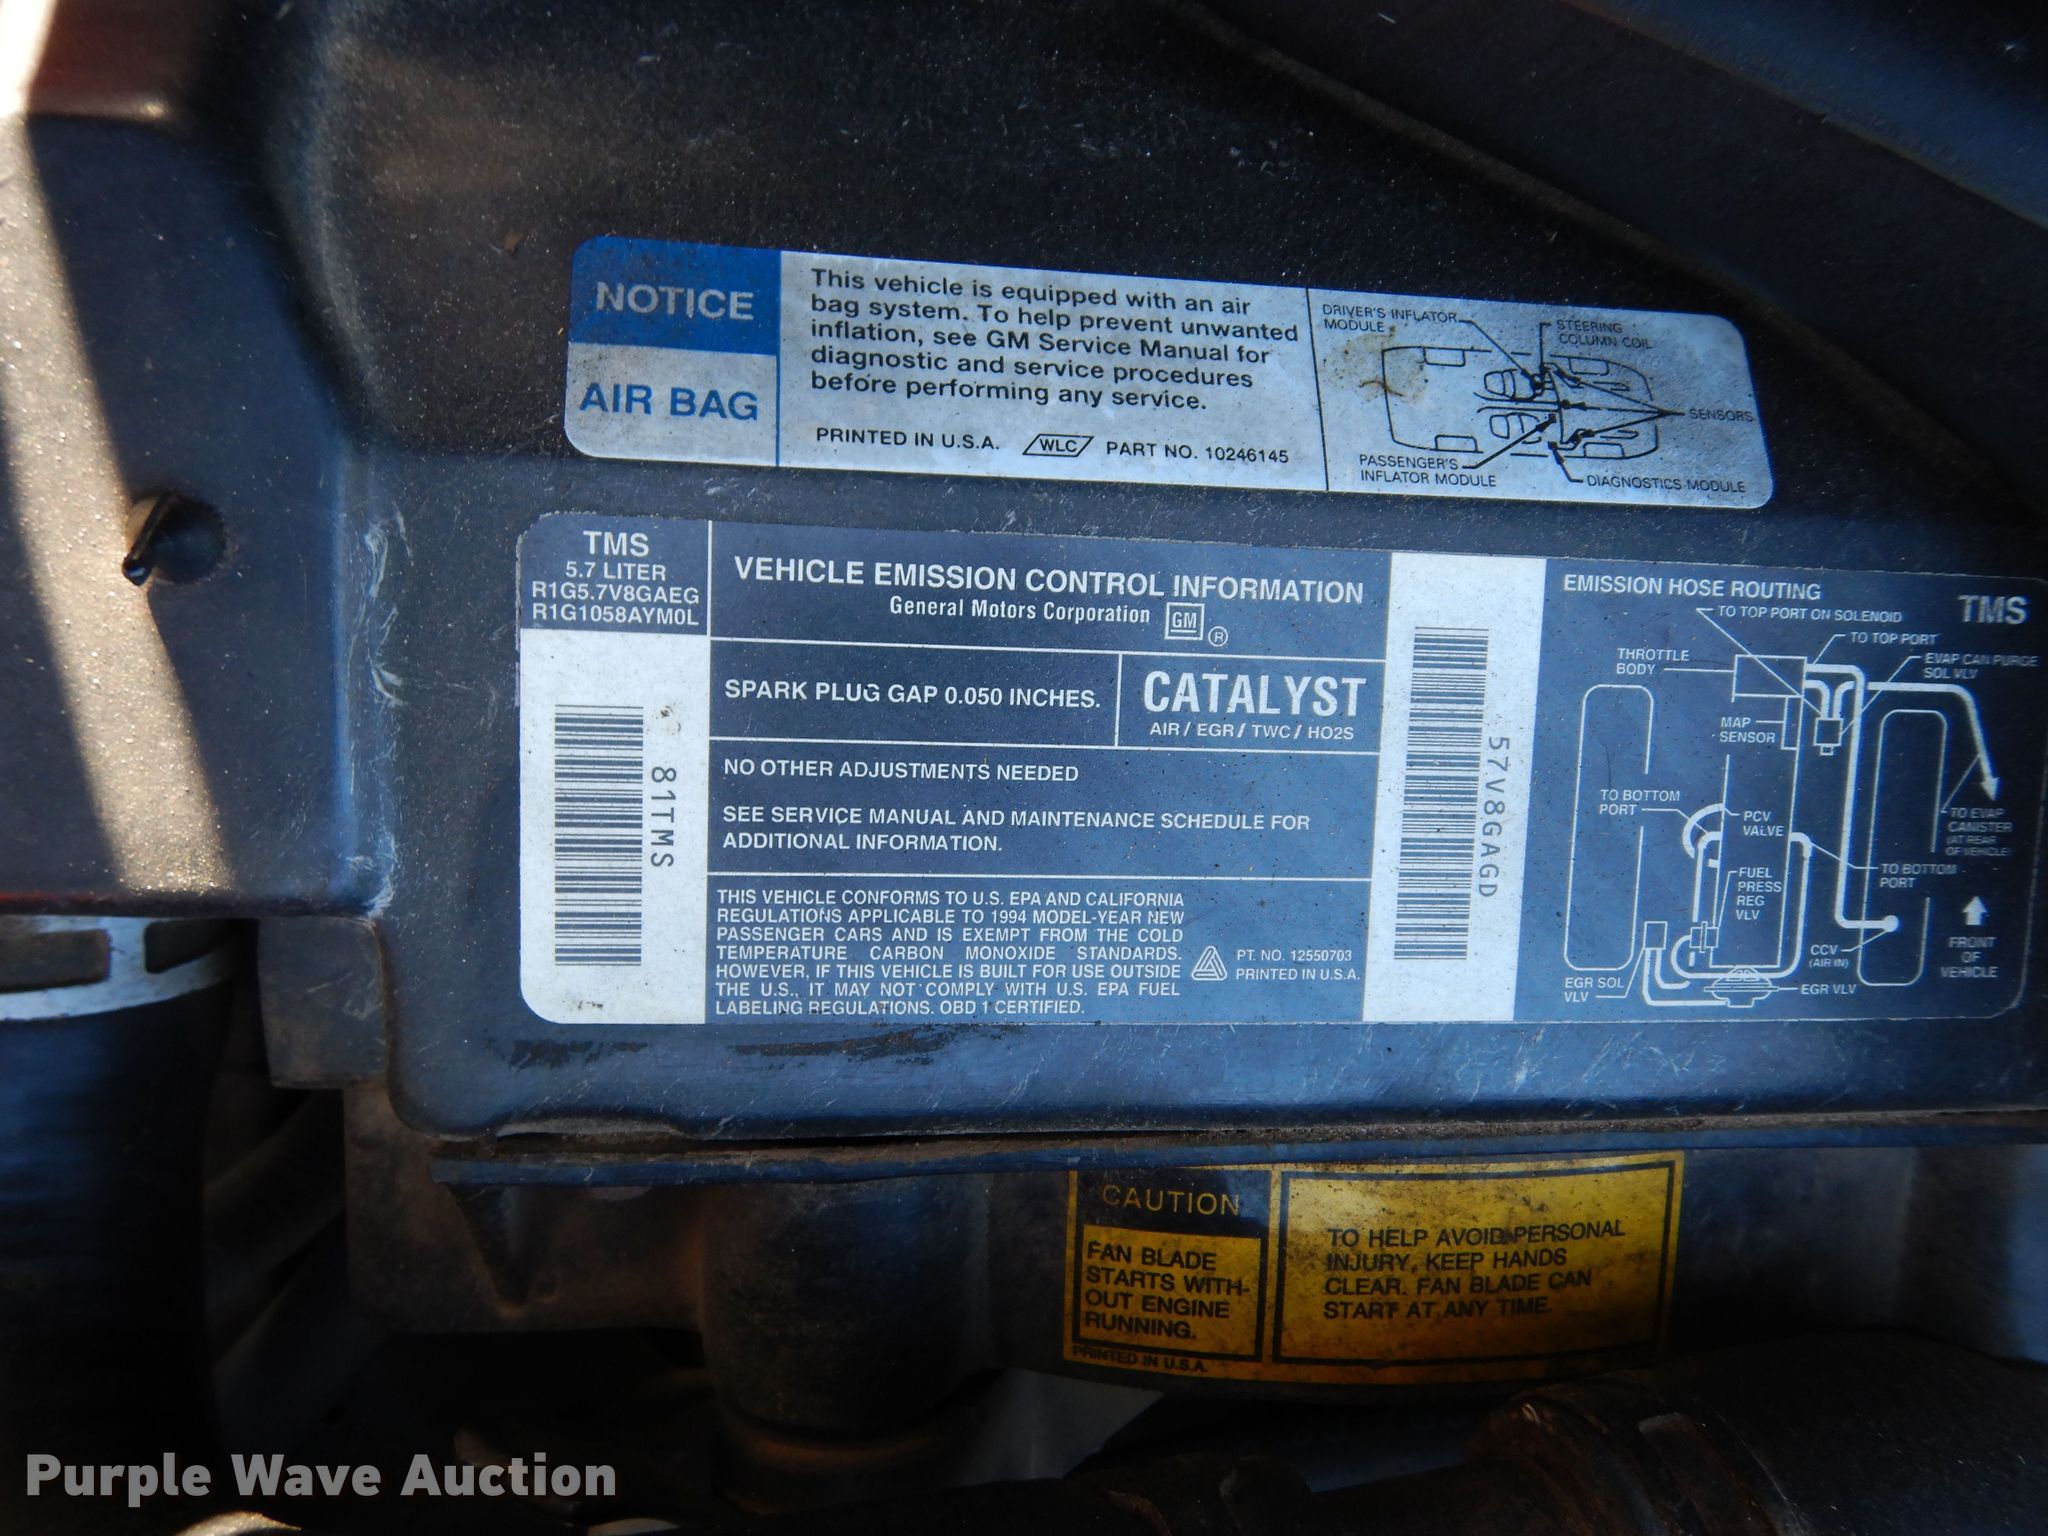 NOTICE
AIR BAG
This vehicle is equipped with an air
bag system. To help prevent unwanted
inflation, see GM Service Manual for
diagnostic and service procedures
before performing any service.
PRINTED IN U.S.A. WLC PART NO. 10246145
DRIVER'S INFLATOR
MODULE
STEERING
COLUMN COIL
SENSORS
PASSENGER'S
INFLATOR MODULE
DIAGNOSTICS MODULE
TMS
5.7 LITER
R1G5.7V8GAEG
R1G1058AYM0L
81TMS
VEHICLE EMISSION CONTROL INFORMATION
General Motors Corporation GM ®
SPARK PLUG GAP 0.050 INCHES.
CATALYST
AIR / EGR / TWC / HO2S
NO OTHER ADJUSTMENTS NEEDED
SEE SERVICE MANUAL AND MAINTENANCE SCHEDULE FOR
ADDITIONAL INFORMATION.
THIS VEHICLE CONFORMS TO U.S. EPA AND CALIFORNIA
REGULATIONS APPLICABLE TO 1994 MODEL-YEAR NEW
PASSENGER CARS AND IS EXEMPT FROM THE COLD
TEMPERATURE CARBON MONOXIDE STANDARDS.
HOWEVER, IF THIS VEHICLE IS BUILT FOR USE OUTSIDE
THE U.S., IT MAY NOT COMPLY WITH U.S. EPA FUEL
LABELING REGULATIONS. OBD 1 CERTIFIED.
PT. NO. 12550703
PRINTED IN U.S.A.
57V8GAGD
EMISSION HOSE ROUTING
TMS
TO TOP PORT ON SOLENOID
TO TOP PORT
THROTTLE
BODY
EVAP CAN PURGE
SOL VLV
MAP
SENSOR
TO BOTTOM
PORT
PCV
VALVE
TO EVAP
CANISTER
(AT REAR
OF VEHICLE)
FUEL
PRESS
REG
VLV
TO BOTTOM
PORT
CCV
(AIR IN)
FRONT
OF
VEHICLE
EGR SOL
VLV
EGR VLV
CAUTION
FAN BLADE
STARTS WITH-
OUT ENGINE
RUNNING.
PRINTED IN U.S.A.
TO HELP AVOID PERSONAL
INJURY, KEEP HANDS
CLEAR. FAN BLADE CAN
START AT ANY TIME.
Purple Wave Auction